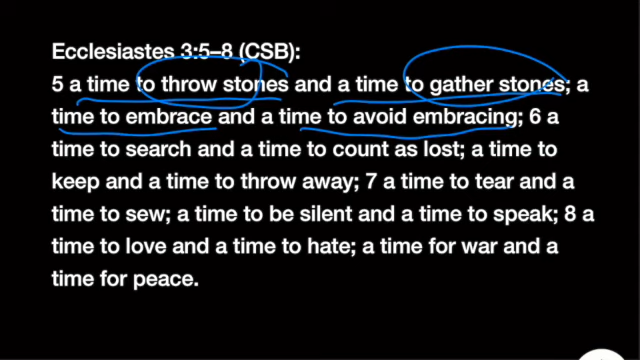 Ecclesiastes 3:5–8 (CSB):
5 a time to throw stones and a time to gather stones; a
time to embrace and a time to avoid embracing; 6 a
time to search and a time to count as lost; a time to
keep and a time to throw away; 7 a time to tear and a
time to sew; a time to be silent and a time to speak; 8 a
time to love and a time to hate; a time for war and a
time for peace.